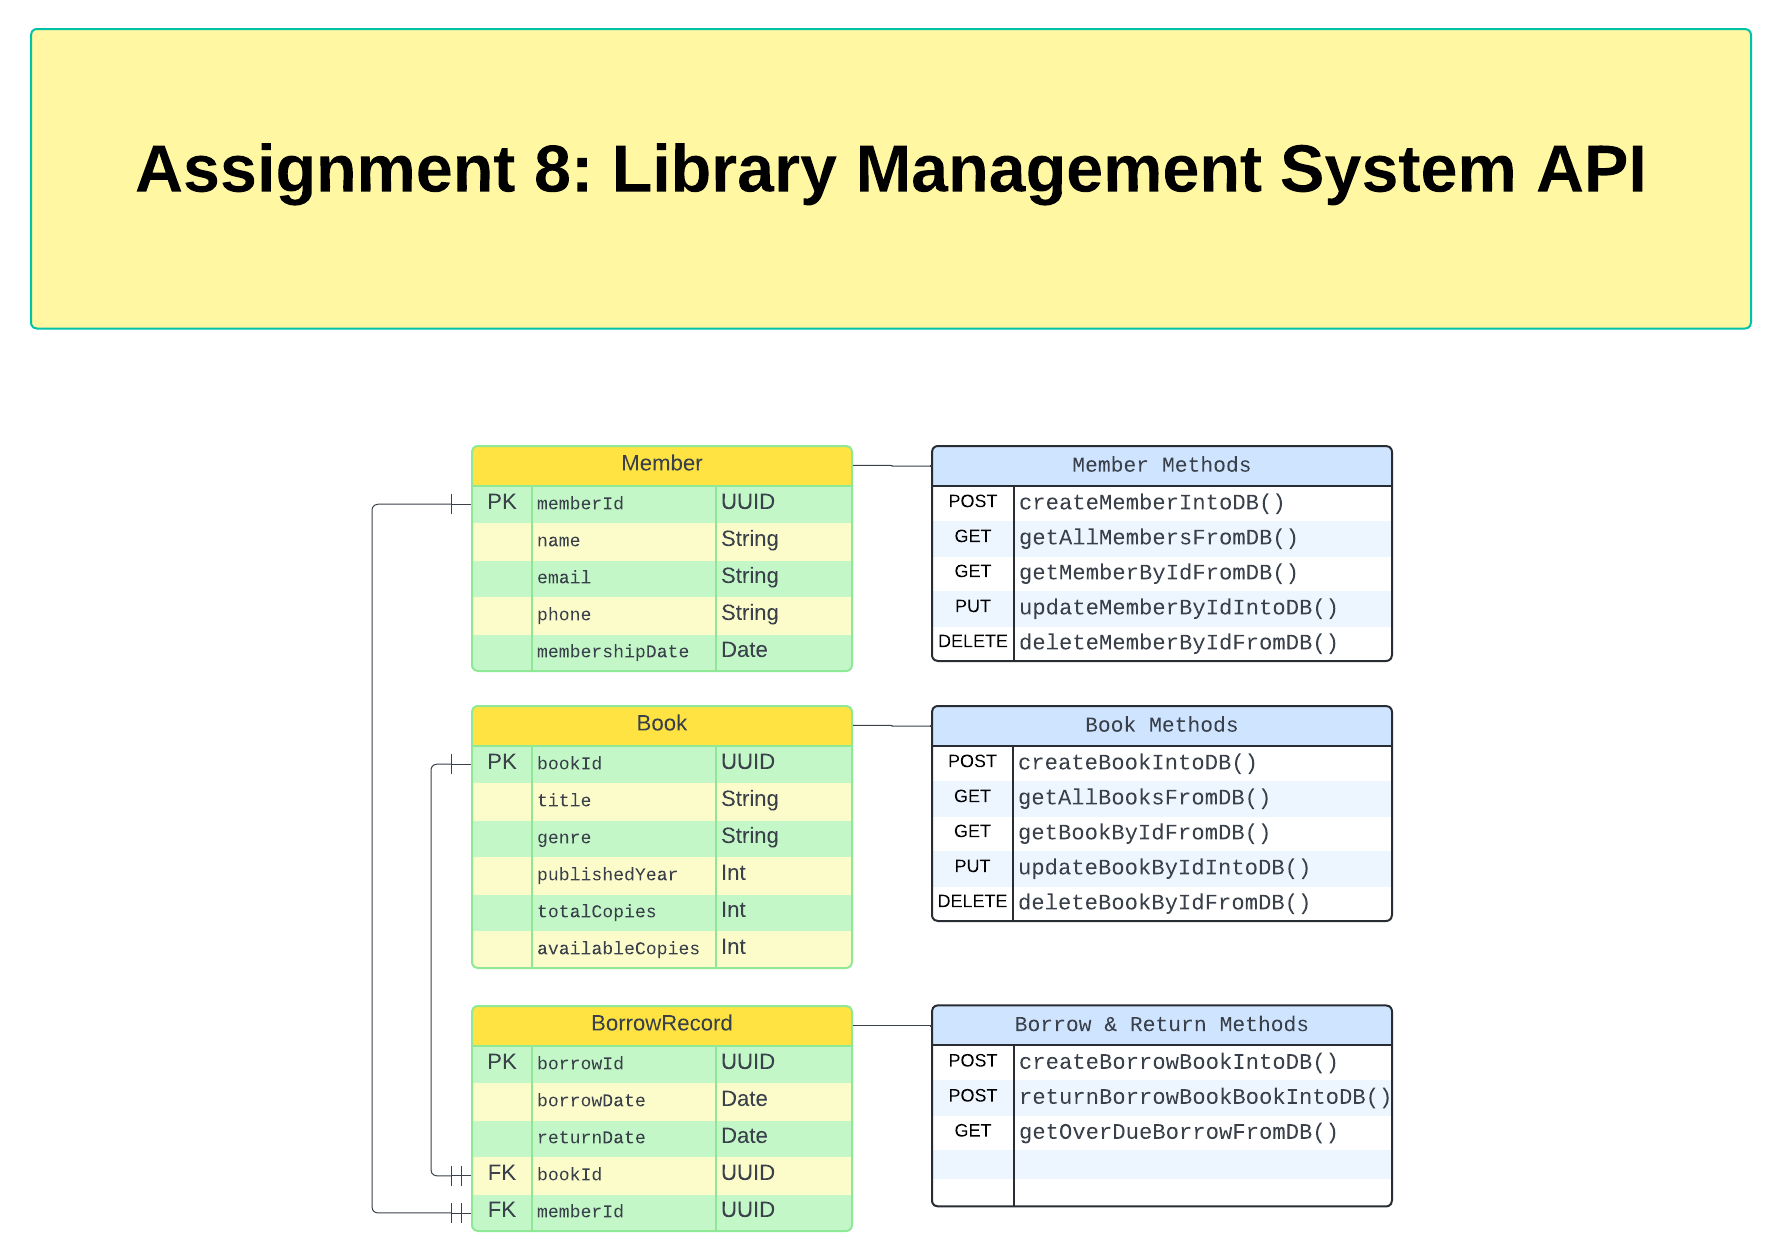 Assignment 8: Library Management System API
Member
PK memberId UUID
name String
email String
phone String
membershipDate Date
Member Methods
POST createMemberIntoDB()
GET getAllMembersFromDB()
GET getMemberByIdFromDB()
PUT updateMemberByIdIntoDB()
DELETE deleteMemberByIdFromDB()
Book
PK bookId UUID
title String
genre String
publishedYear Int
totalCopies Int
availableCopies Int
Book Methods
POST createBookIntoDB()
GET getAllBooksFromDB()
GET getBookByIdFromDB()
PUT updateBookByIdIntoDB()
DELETE deleteBookByIdFromDB()
BorrowRecord
PK borrowId UUID
borrowDate Date
returnDate Date
FK bookId UUID
FK memberId UUID
Borrow & Return Methods
POST createBorrowBookIntoDB()
POST returnBorrowBookBookIntoDB()
GET getOverDueBorrowFromDB()